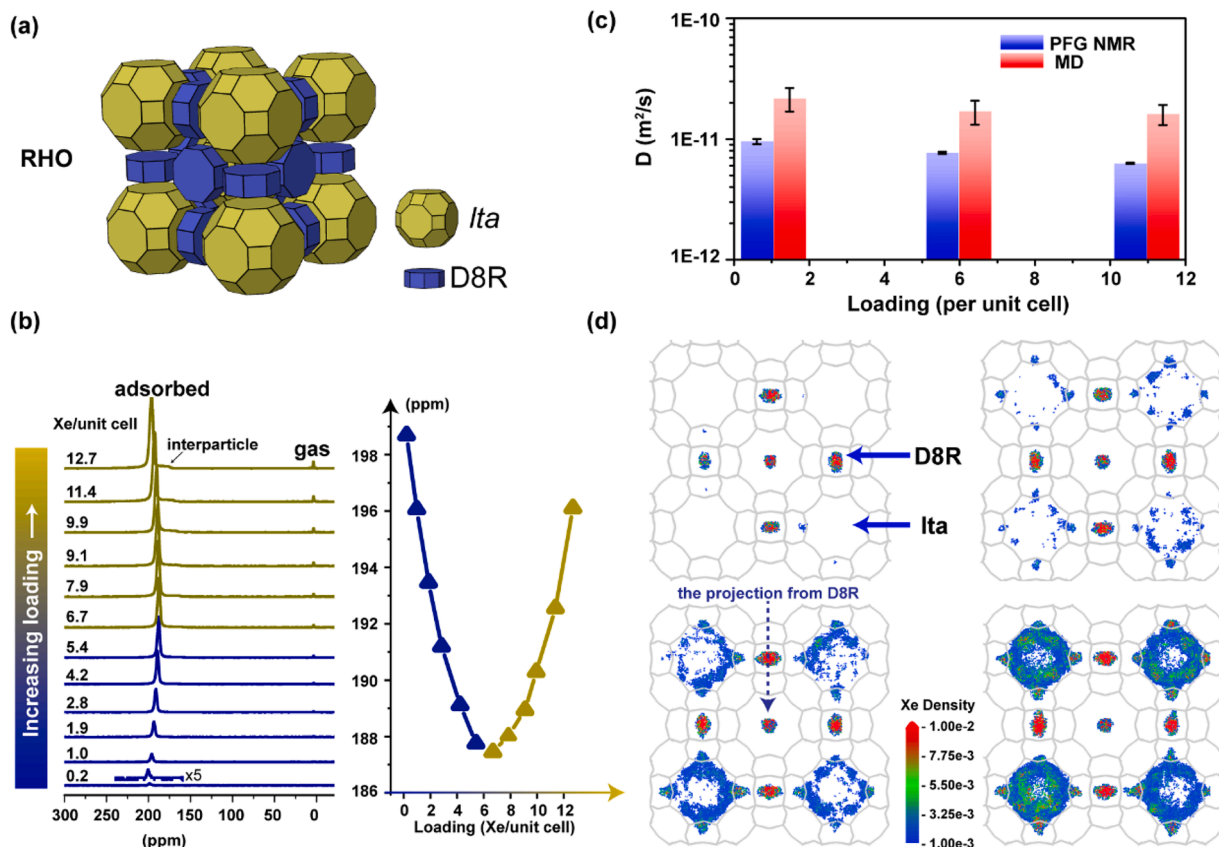 (a)
RHO
lta
D8R
(b)
adsorbed
Xe/unit cell
interparticle
gas
12.7
11.4
9.9
9.1
7.9
6.7
5.4
4.2
2.8
1.9
1.0
0.2
x5
Increasing loading →
300 250 200 150 100 50 0
(ppm)
(ppm)
198
196
194
192
190
188
186
0 2 4 6 8 10 12
Loading (Xe/unit cell)
(c)
1E-10
1E-11
1E-12
D (m²/s)
PFG NMR
MD
0 2 4 6 8 10 12
Loading (per unit cell)
(d)
D8R
lta
the projection from D8R
Xe Density
- 1.00e-2
- 7.75e-3
- 5.50e-3
- 3.25e-3
- 1.00e-3